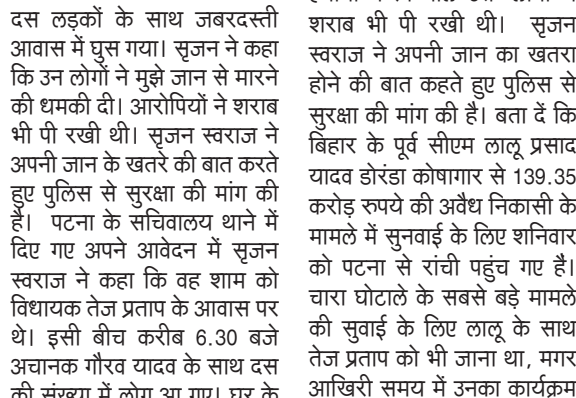 दस लड़कों के साथ जबरदस्ती
आवास में घुस गया। सृजन ने कहा
कि उन लोगों ने मुझे जान से मारने
की धमकी दी। आरोपियों ने शराब
भी पी रखी थी। सृजन स्वराज ने
अपनी जान के खतरे की बात करते
हुए पुलिस से सुरक्षा की मांग की
है। पटना के सचिवालय थाने में
दिए गए अपने आवेदन में सृजन
स्वराज ने कहा कि वह शाम को
विधायक तेज प्रताप के आवास पर
थे। इसी बीच करीब 6.30 बजे
अचानक गौरव यादव के साथ दस
की संख्या में लोग आ गए। घर के
शराब भी पी रखी थी। सृजन
स्वराज ने अपनी जान का खतरा
होने की बात कहते हुए पुलिस से
सुरक्षा की मांग की है। बता दें कि
बिहार के पूर्व सीएम लालू प्रसाद
यादव डोरंडा कोषागार से 139.35
करोड़ रुपये की अवैध निकासी के
मामले में सुनवाई के लिए शनिवार
को पटना से रांची पहुंच गए है।
चारा घोटाले के सबसे बड़े मामले
की सुवाई के लिए लालू के साथ
तेज प्रताप को भी जाना था, मगर
आखिरी समय में उनका कार्यक्रम